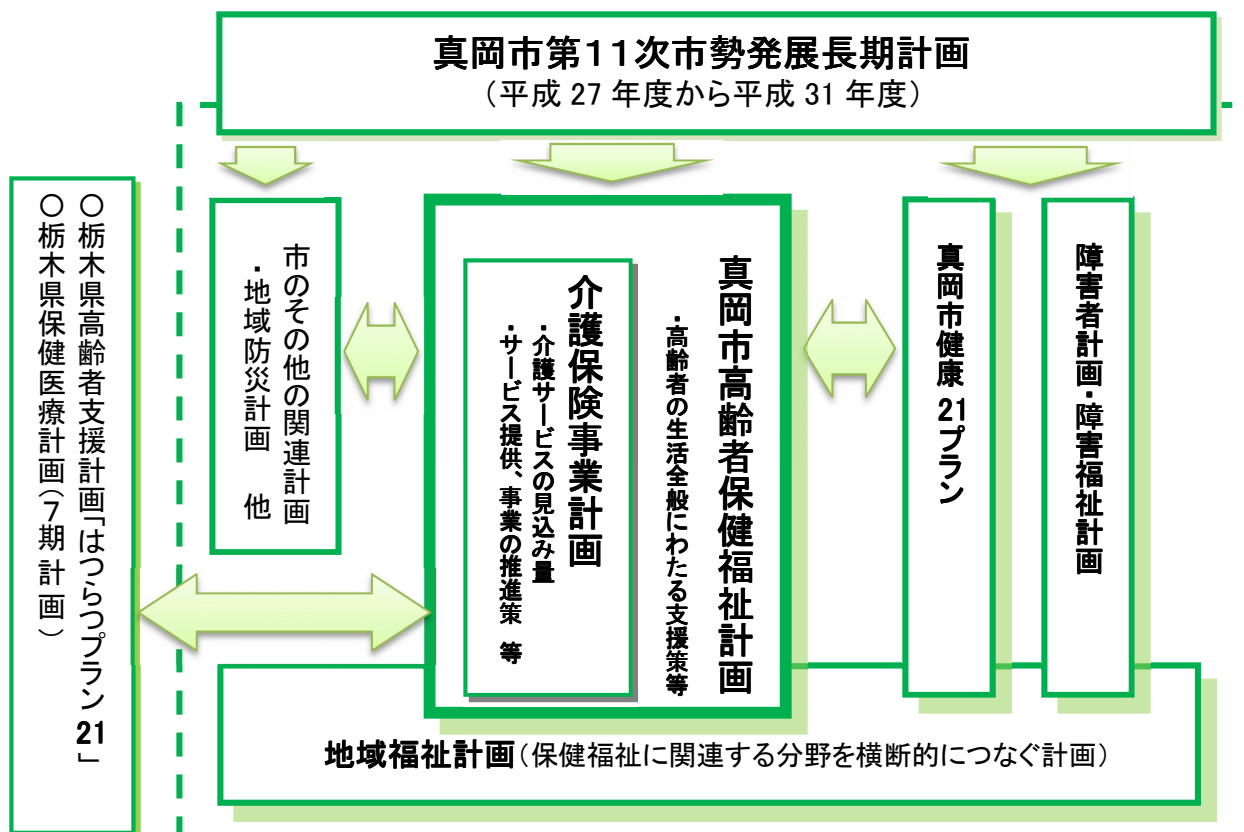 真岡市第１１次市勢発展長期計画
（平成 27 年度から平成 31 年度）
○栃木県高齢者支援計画「はつらつプラン 21」
○栃木県保健医療計画（７期計画）
市のその他の関連計画
・地域防災計画　他
真岡市高齢者保健福祉計画
・高齢者の生活全般にわたる支援策等
介護保険事業計画
・介護サービスの見込み量
・サービス提供、事業の推進策 等
真岡市健康 21プラン
障害者計画・障害福祉計画
地域福祉計画（保健福祉に関連する分野を横断的につなぐ計画）